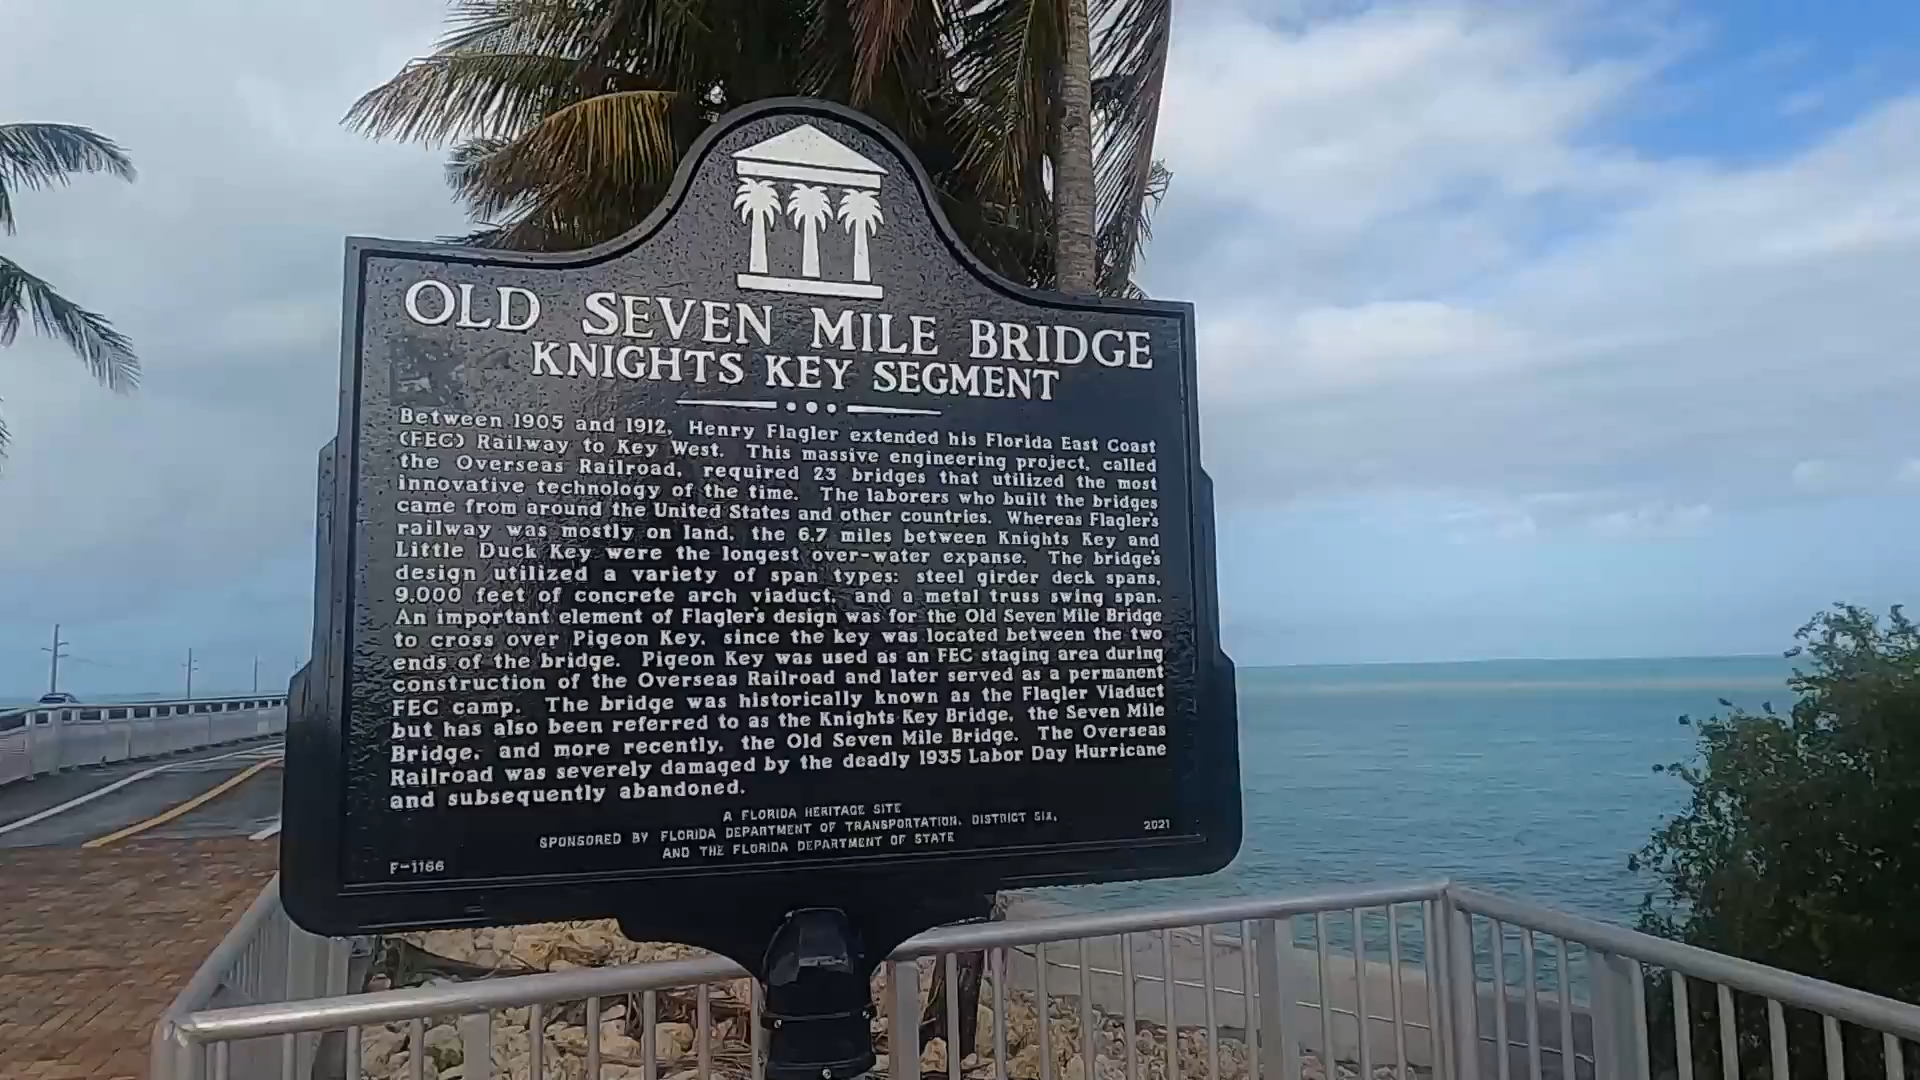 OLD SEVEN MILE BRIDGE
KNIGHTS KEY SEGMENT
Between 1905 and 1912, Henry Flagler extended his Florida East Coast
(FEC) Railway to Key West. This massive engineering project, called
the Overseas Railroad, required 23 bridges that utilized the most
innovative technology of the time. The laborers who built the bridges
came from around the United States and other countries. Whereas Flagler's
railway was mostly on land, the 6.7 miles between Knights Key and
Little Duck Key were the longest over-water expanse. The bridge's
design utilized a variety of span types: steel girder deck spans,
9,000 feet of concrete arch viaduct, and a metal truss swing span.
An important element of Flagler's design was for the Old Seven Mile Bridge
to cross over Pigeon Key, since the key was located between the two
ends of the bridge. Pigeon Key was used as an FEC staging area during
construction of the Overseas Railroad and later served as a permanent
FEC camp. The bridge was historically known as the Flagler Viaduct
but has also been referred to as the Knights Key Bridge, the Seven Mile
Bridge, and more recently, the Old Seven Mile Bridge. The Overseas
Railroad was severely damaged by the deadly 1935 Labor Day Hurricane
and subsequently abandoned.
A FLORIDA HERITAGE SITE
SPONSORED BY FLORIDA DEPARTMENT OF TRANSPORTATION, DISTRICT SIX,
AND THE FLORIDA DEPARTMENT OF STATE
F-1166
2021